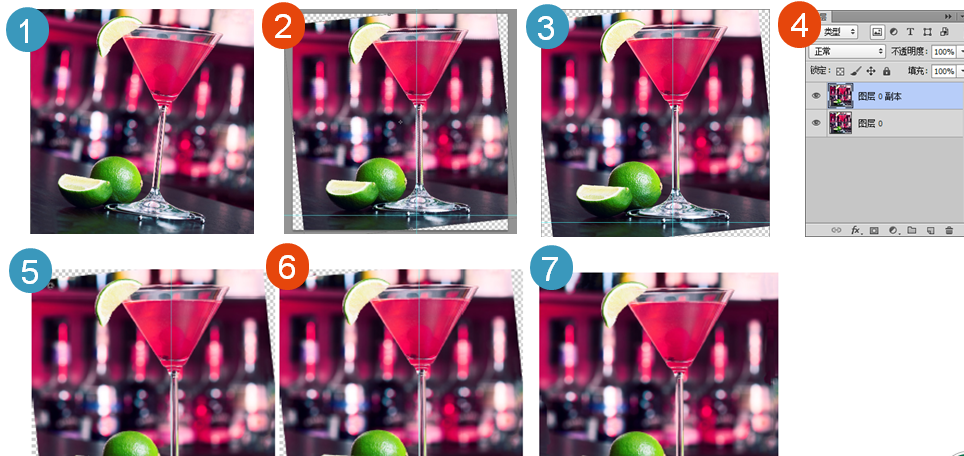 1
2
3
4
类型
正常
不透明度: 100%
锁定:
填充: 100%
图层 0 副本
图层 0
fx
5
6
7